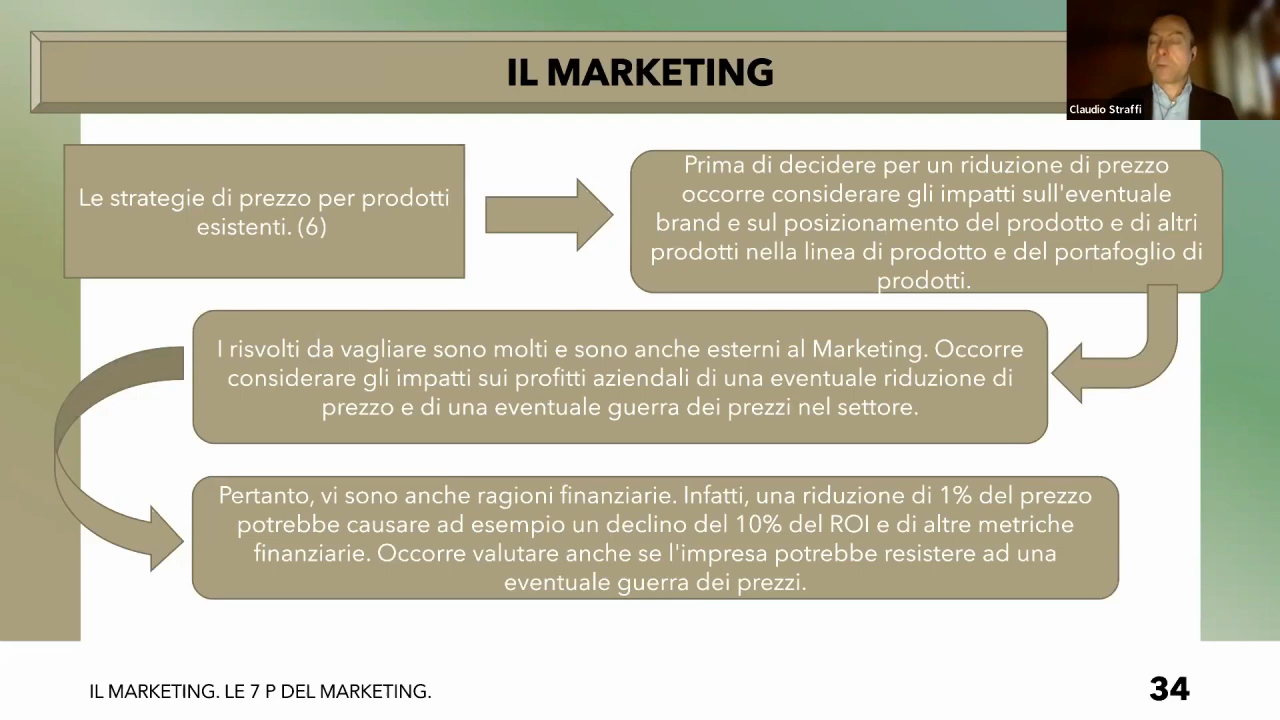 IL MARKETING
Claudio Straffi
Le strategie di prezzo per prodotti
esistenti. (6)
Prima di decidere per un riduzione di prezzo
occorre considerare gli impatti sull'eventuale
brand e sul posizionamento del prodotto e di altri
prodotti nella linea di prodotto e del portafoglio di
prodotti.
I risvolti da vagliare sono molti e sono anche esterni al Marketing. Occorre
considerare gli impatti sui profitti aziendali di una eventuale riduzione di
prezzo e di una eventuale guerra dei prezzi nel settore.
Pertanto, vi sono anche ragioni finanziarie. Infatti, una riduzione di 1% del prezzo
potrebbe causare ad esempio un declino del 10% del ROI e di altre metriche
finanziarie. Occorre valutare anche se l'impresa potrebbe resistere ad una
eventuale guerra dei prezzi.
IL MARKETING. LE 7 P DEL MARKETING.
34